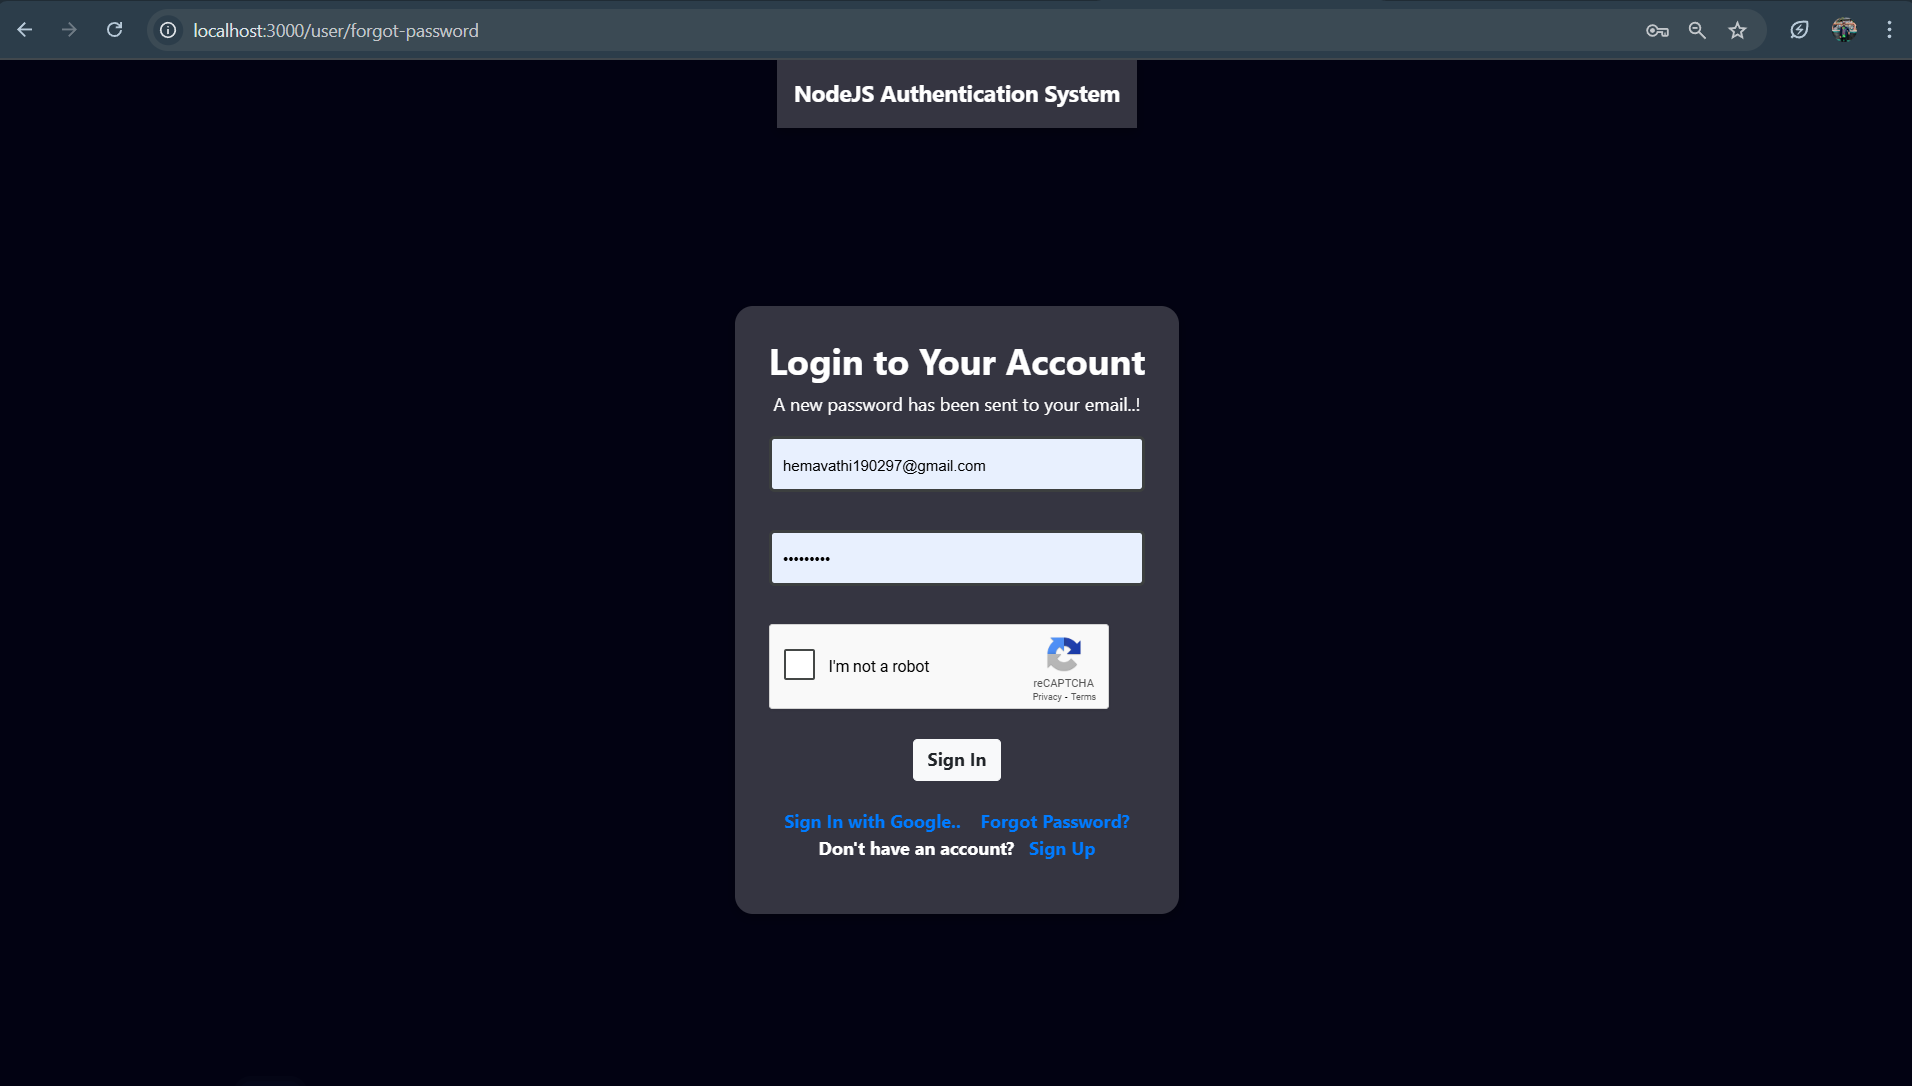 localhost:3000/user/forgot-password
NodeJS Authentication System
Login to Your Account
A new password has been sent to your email..!
hemavathi190297@gmail.com
•••••••••
I'm not a robot
reCAPTCHA
Privacy - Terms
Sign In
Sign In with Google.. Forgot Password?
Don't have an account? Sign Up